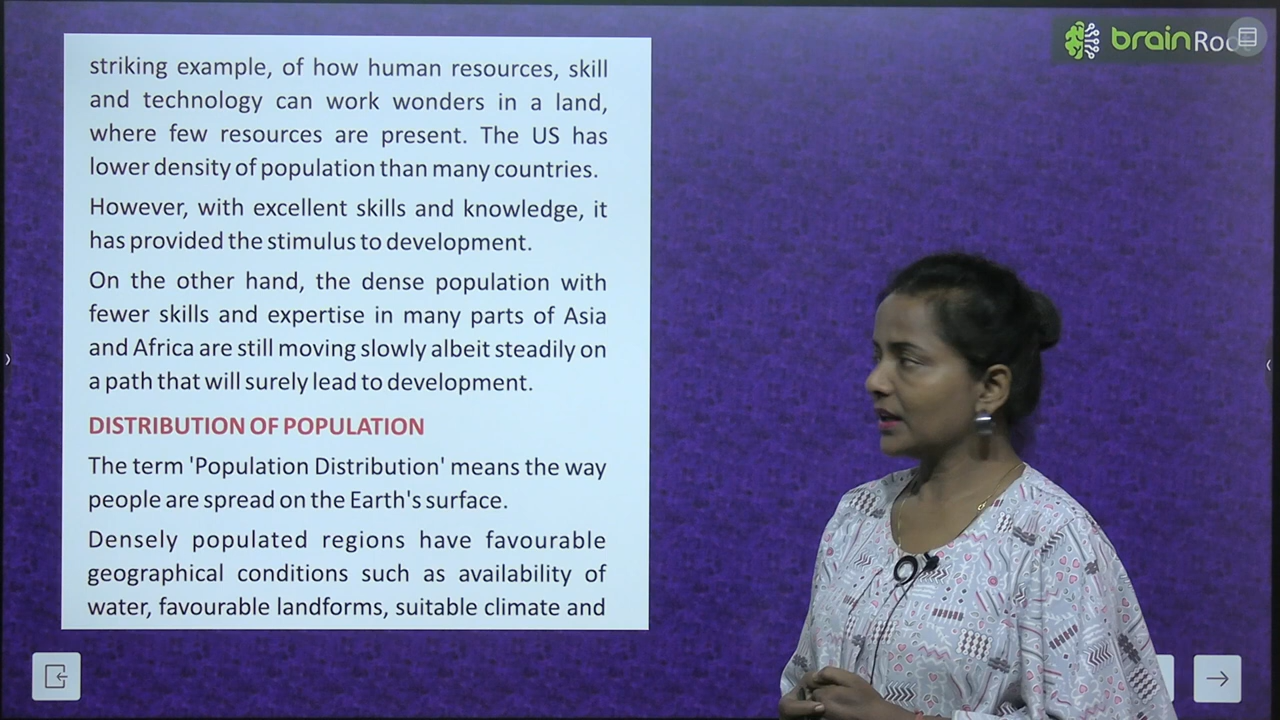 striking example, of how human resources, skill
and technology can work wonders in a land,
where few resources are present. The US has
lower density of population than many countries.
However, with excellent skills and knowledge, it
has provided the stimulus to development.
On the other hand, the dense population with
fewer skills and expertise in many parts of Asia
and Africa are still moving slowly albeit steadily on
a path that will surely lead to development.
DISTRIBUTION OF POPULATION
The term 'Population Distribution' means the way
people are spread on the Earth's surface.
Densely populated regions have favourable
geographical conditions such as availability of
water, favourable landforms, suitable climate and
brain